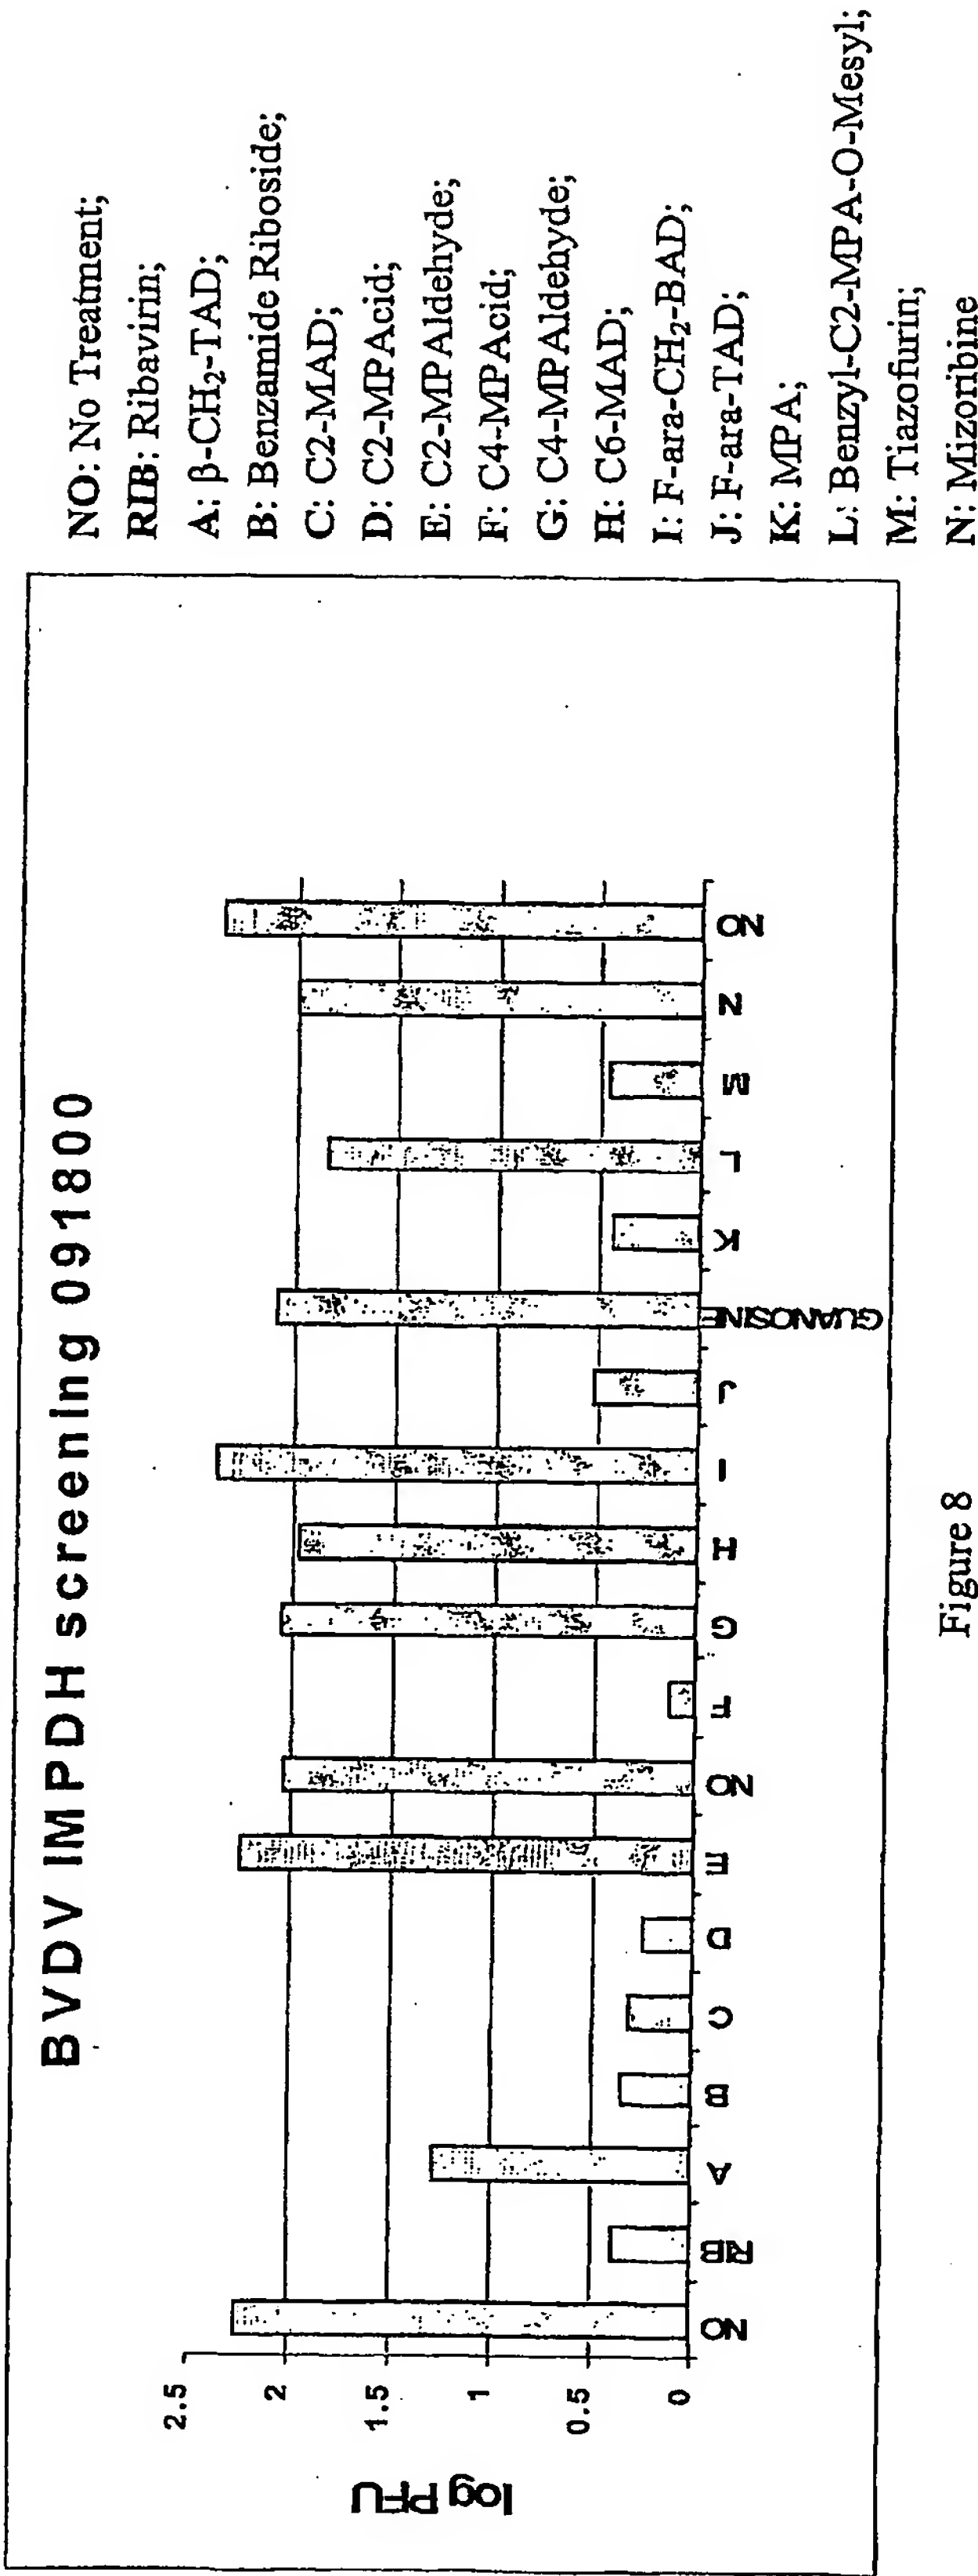 BVDV IMPDH screening 091800
log PFU
2.5
2
1.5
1
0.5
0
NO
RIB
A
B
C
D
E
NO
F
G
H
I
J
GUANOSINE
K
L
M
N
NO
NO: No Treatment;
RIB: Ribavirin;
A: β-CH₂-TAD;
B: Benzamide Riboside;
C: C2-MAD;
D: C2-MPAcid;
E: C2-MPAldehyde;
F: C4-MPAcid;
G: C4-MPAldehyde;
H: C6-MAD;
I: F-ara-CH₂-BAD;
J: F-ara-TAD;
K: MPA;
L: Benzyl-C2-MPA-O-Mesyl;
M: Tiazofurin;
N: Mizoribine
Figure 8